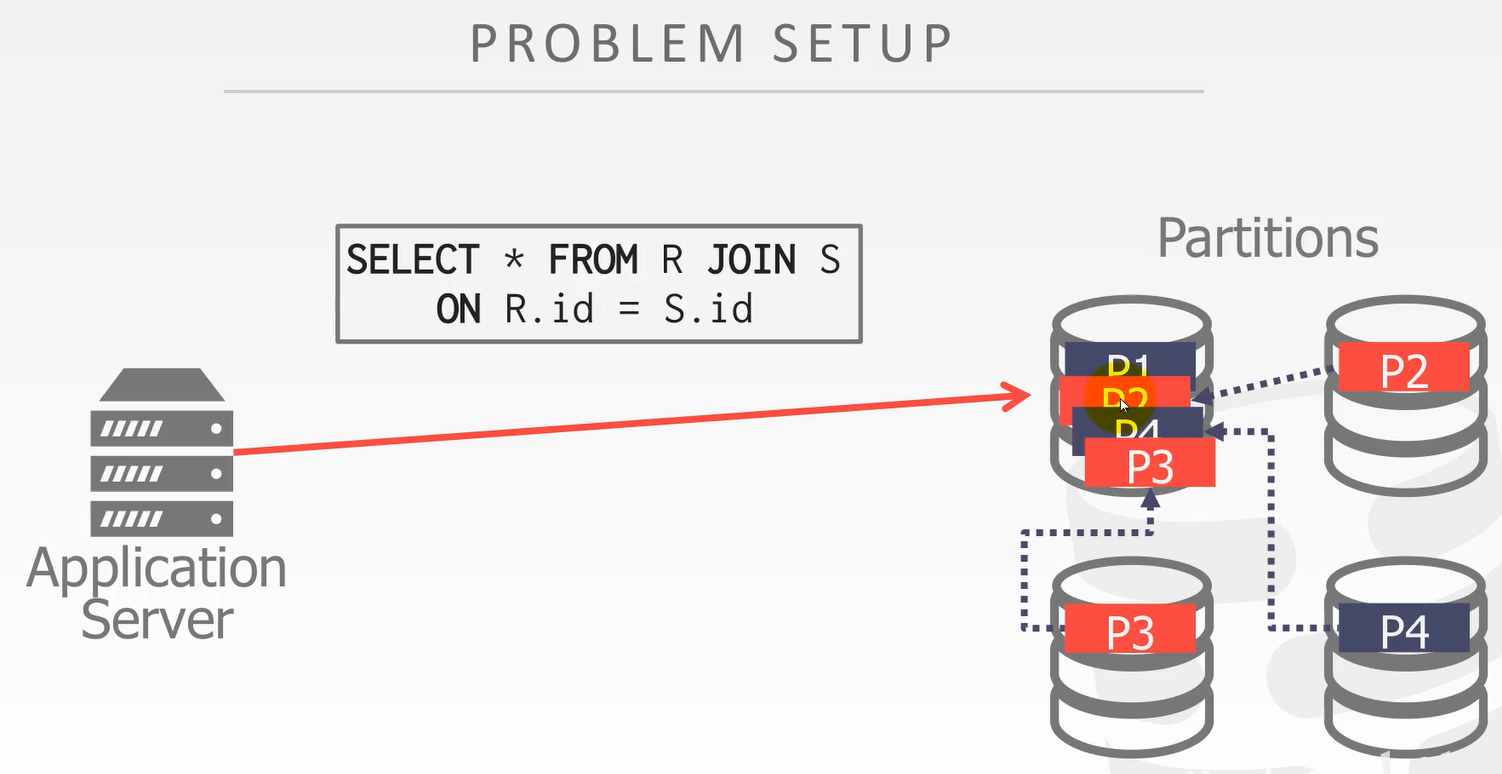 PROBLEM SETUP
SELECT * FROM R JOIN S
ON R.id = S.id
Partitions
P1
P2
P4
P3
P2
Application
Server
P3
P4